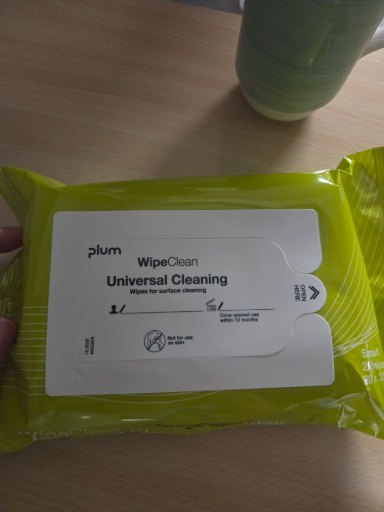 plum
WipeClean
Universal Cleaning
Wipes for surface cleaning
OPEN
HERE
Once opened use
within 12 months
Not for use
on skin